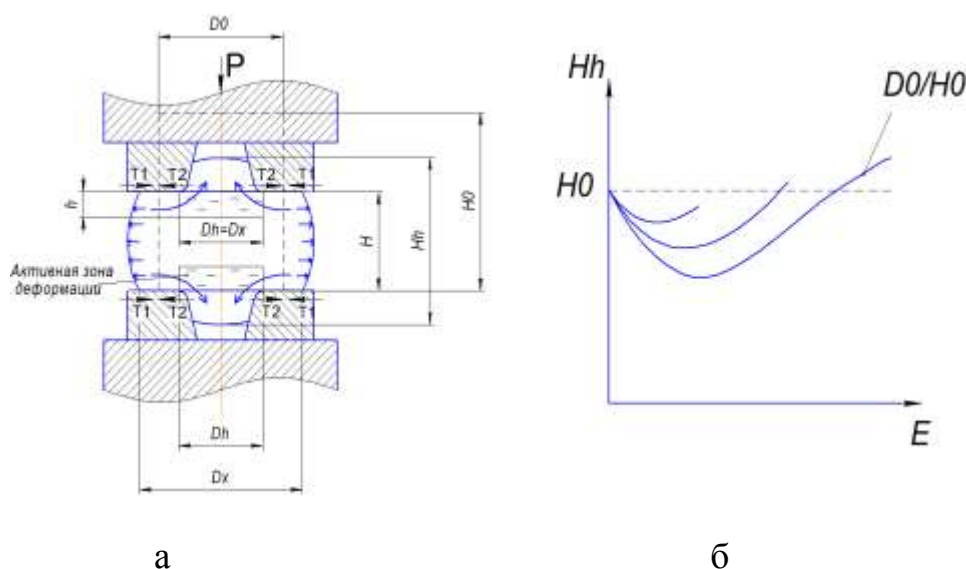 D0
P
T1 T2 T2 T1
h
Dh=Dx
H
Hh
H0
Активная зона
деформаций
T1 T2 T2 T1
Dh
Dx
а
Hh
D0/H0
H0
E
б